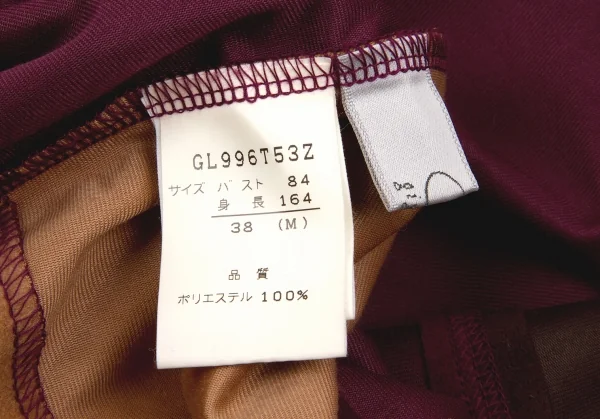 GL996T53Z
サイズ バスト 84
身長 164
38 (M)
品質
ポリエステル 100%